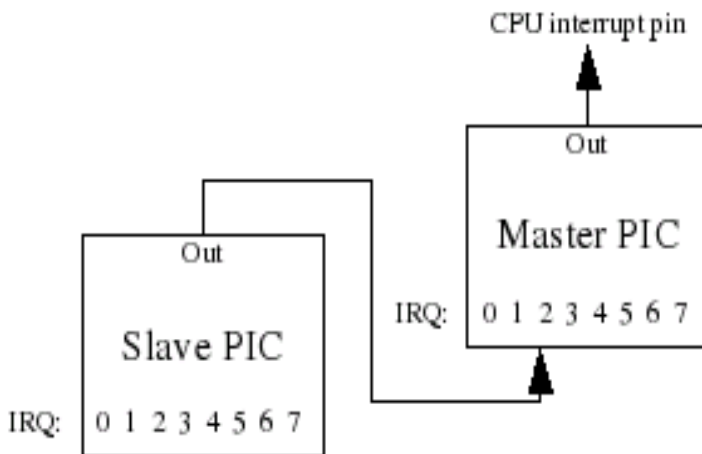 CPU interrupt pin
Out
Master PIC
IRQ: 0 1 2 3 4 5 6 7
Out
Slave PIC
IRQ: 0 1 2 3 4 5 6 7